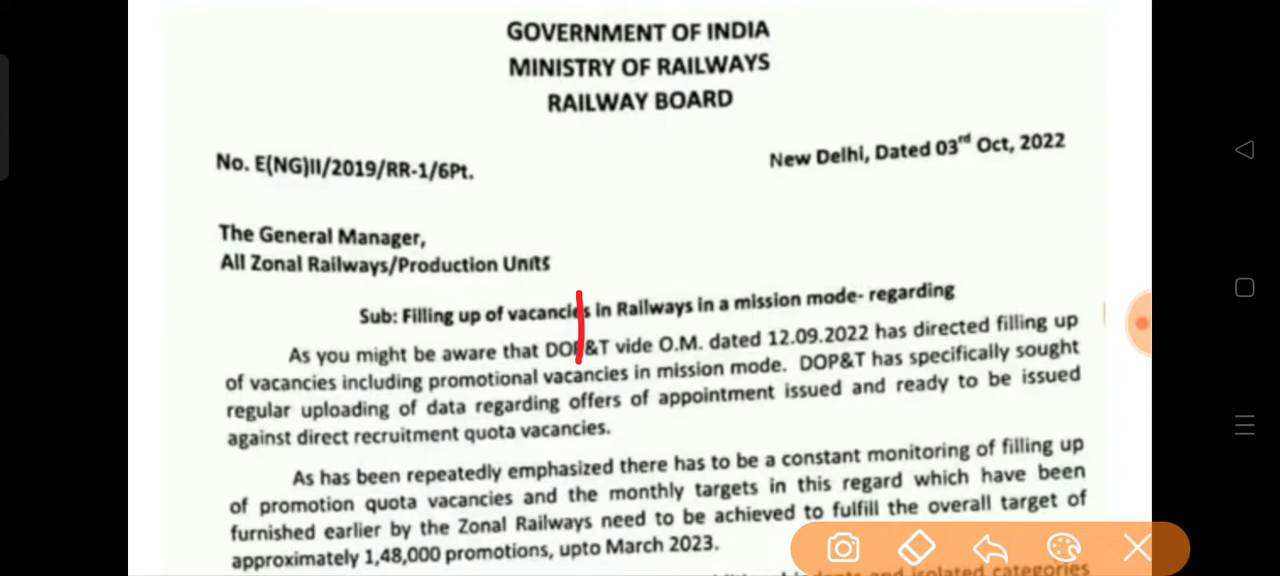 GOVERNMENT OF INDIA
MINISTRY OF RAILWAYS
RAILWAY BOARD
No. E(NG)II/2019/RR-1/6Pt.
New Delhi, Dated 03rd Oct, 2022
The General Manager,
All Zonal Railways/Production Units
Sub: Filling up of vacancies in Railways in a mission mode- regarding
As you might be aware that DOP&T vide O.M. dated 12.09.2022 has directed filling up
of vacancies including promotional vacancies in mission mode. DOP&T has specifically sought
regular uploading of data regarding offers of appointment issued and ready to be issued
against direct recruitment quota vacancies.
As has been repeatedly emphasized there has to be a constant monitoring of filling up
of promotion quota vacancies and the monthly targets in this regard which have been
furnished earlier by the Zonal Railways need to be achieved to fulfill the overall target of
approximately 1,48,000 promotions, upto March 2023.
and isolated categories